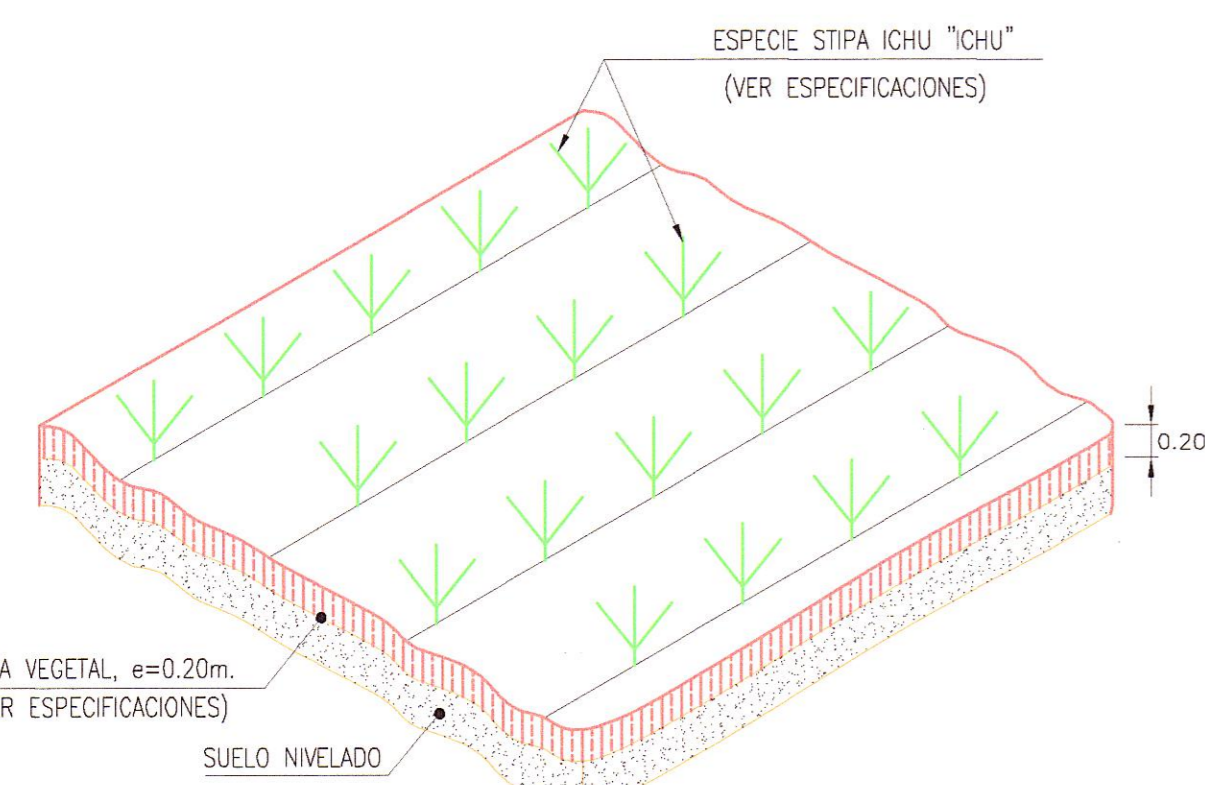 ESPECIE STIPA ICHU "ICHU"
(VER ESPECIFICACIONES)
0.20
VEGETAL, e=0.20m.
ESPECIFICACIONES)
SUELO NIVELADO